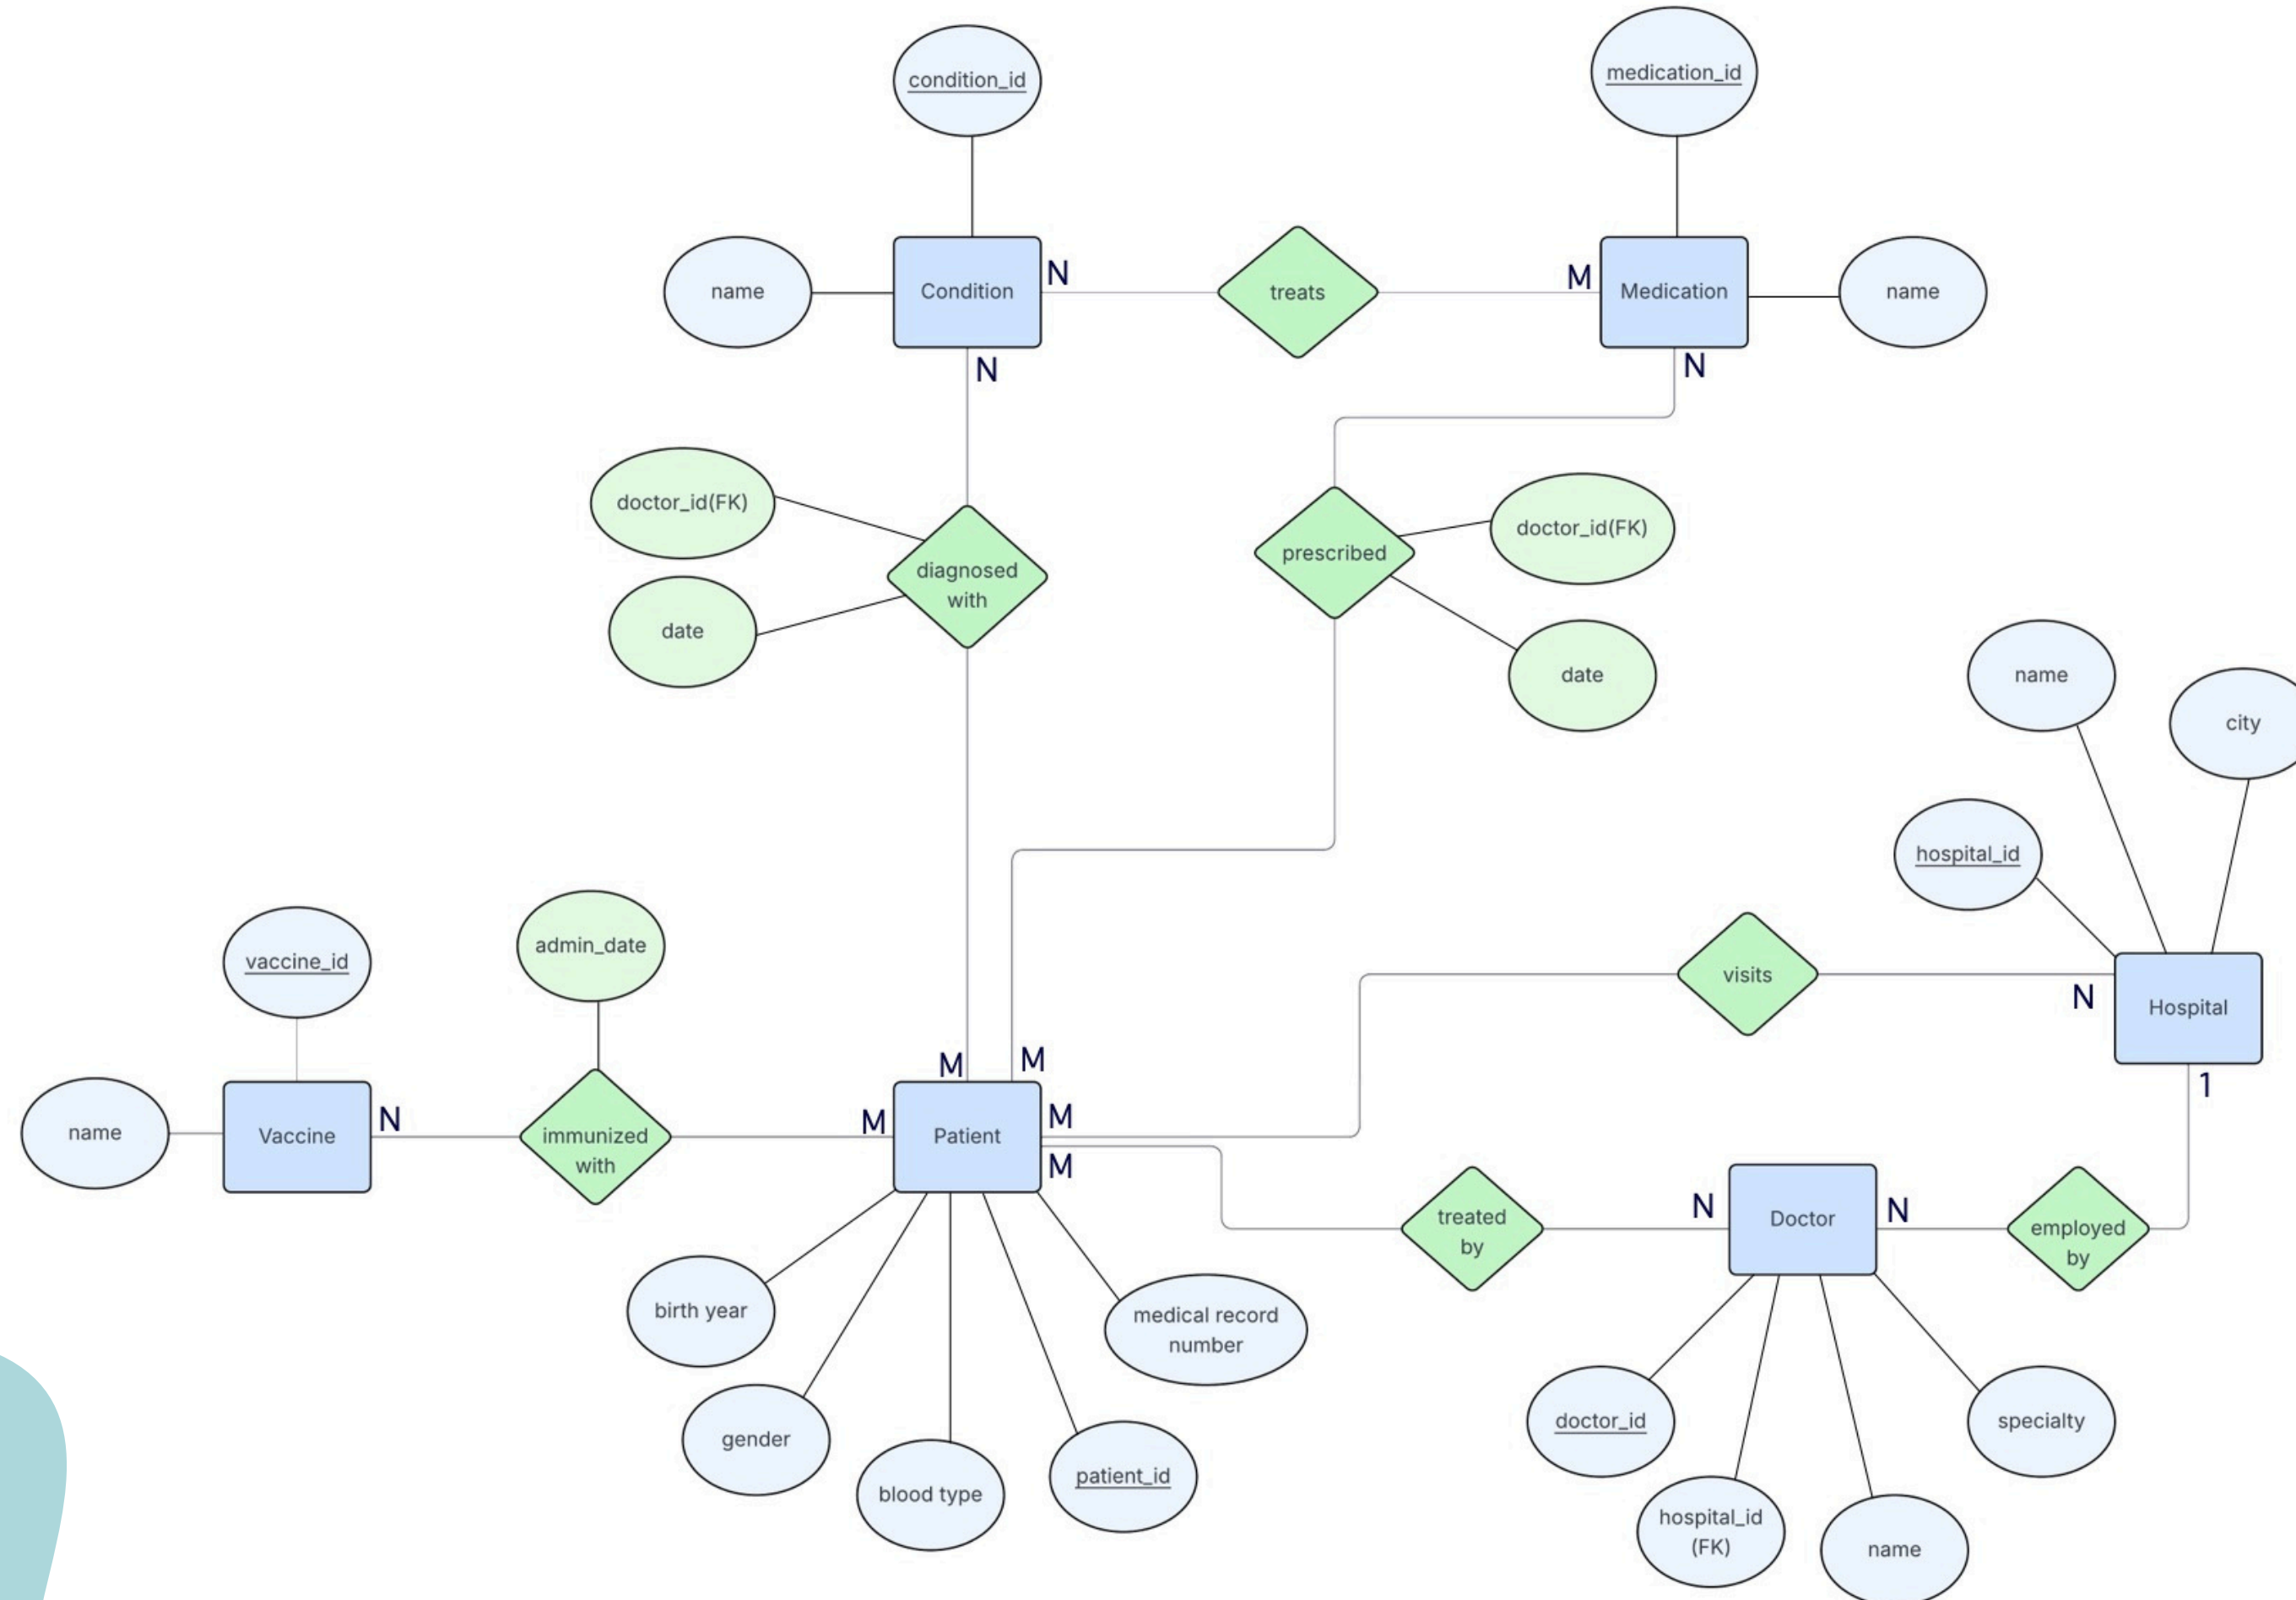 condition_id
medication_id
name
Condition
N
treats
M
Medication
name
N
N
doctor_id(FK)
diagnosed
with
date
prescribed
doctor_id(FK)
date
name
city
hospital_id
visits
N
Hospital
1
vaccine_id
admin_date
name
Vaccine
N
immunized
with
M
M
M
Patient
M
M
treated
by
N
Doctor
N
employed
by
birth year
gender
blood type
patient_id
medical record
number
doctor_id
hospital_id
(FK)
name
specialty